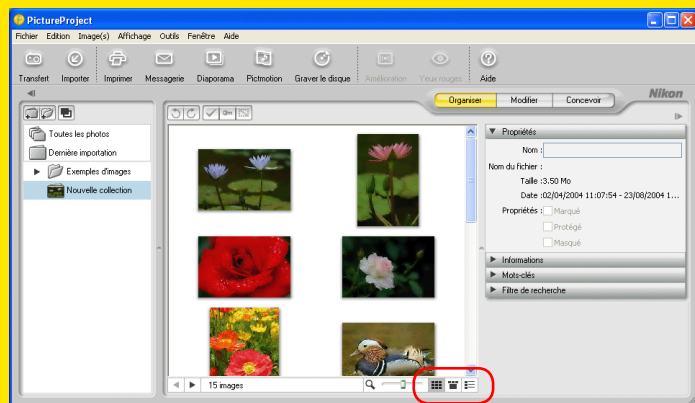 PictureProject
Fichier Edition Image(s) Affichage Outils Fenêtre Aide
Transfert Importer Imprimer Messagerie Diaporama Pictmotion Graver le disque Amélioration Yeux rouges Aide
Organiser Modifier Concevoir Nikon
Toutes les photos
Dernière importation
Exemples d'images
Nouvelle collection
Propriétés
Nom :
Nom du fichier :
Taille :3.50 Mo
Date :02/04/2004 11:07:54 - 23/08/2004 1...
Propriétés : Marqué
Protégé
Masqué
Informations
Mots-clés
Filtre de recherche
15 images